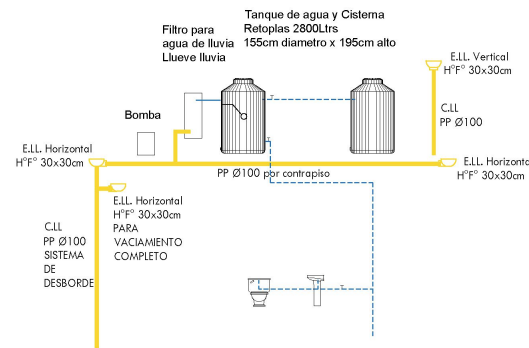 Tanque de agua y Cisterna
Retoplas 2800Ltrs
155cm diametro x 195cm alto
Filtro para
agua de lluvia
Llueve lluvia
E.LL. Vertical
H°F° 30x30cm
C.LL
PP Ø100
Bomba
E.LL. Horizontal
H°F° 30x30cm
E.LL. Horizonta
H°F° 30x30cm
PP Ø100 por contrapiso
E.LL. Horizontal
H°F° 30x30cm
PARA
VACIAMIENTO
COMPLETO
C.LL
PP Ø100
SISTEMA
DE
DESBORDE